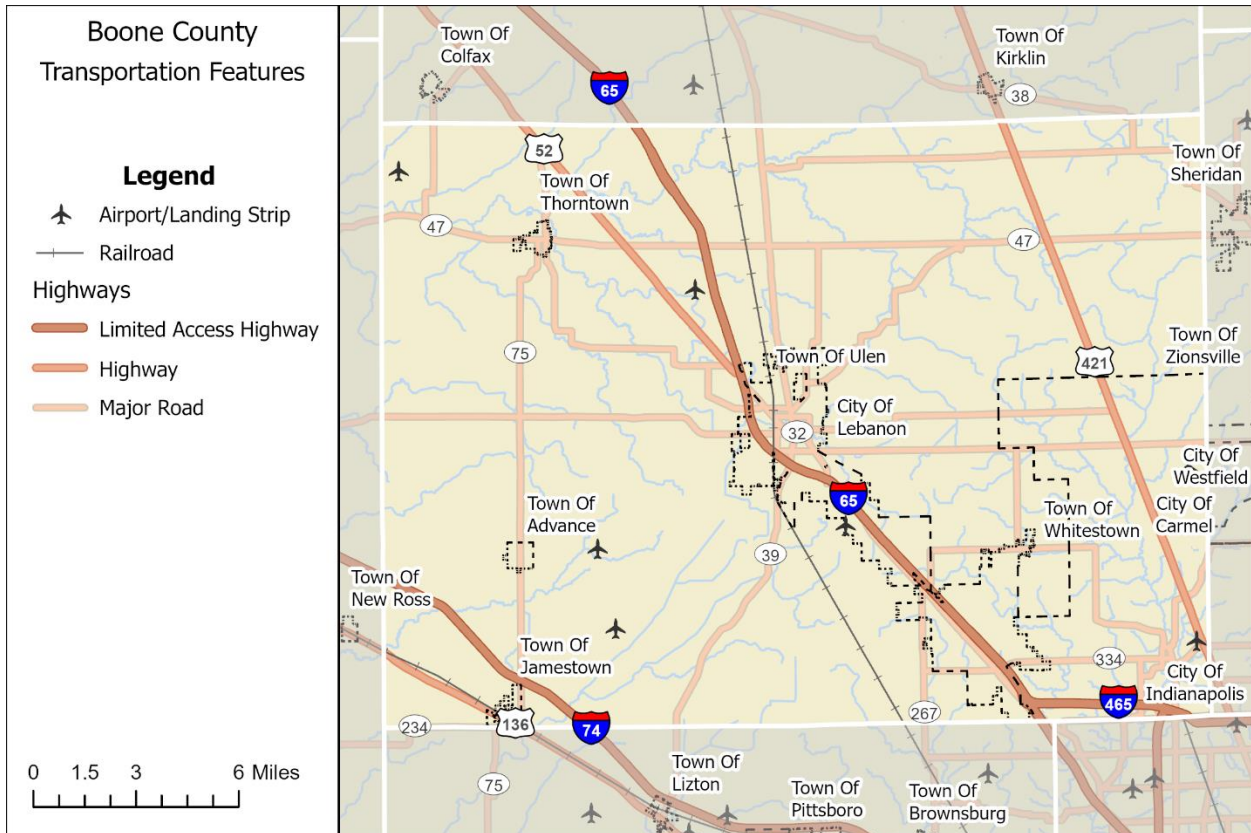 Boone County
Transportation Features
Legend
Airport/Landing Strip
Railroad
Highways
Limited Access Highway
Highway
Major Road
0 1.5 3 6 Miles
Town Of
Colfax
65
Town Of
Kirklin
38
52
Town Of
Thorntown
Town Of
Sheridan
47
47
75
Town Of Ulen
421
Town Of
Zionsville
32
City Of
Lebanon
City Of
Westfield
65
Town Of
Advance
Town Of
Whitestown
City Of
Carmel
39
Town Of
New Ross
Town Of
Jamestown
334
City Of
Indianapolis
234
136
74
267
465
75
Town Of
Lizton
Town Of
Pittsboro
Town Of
Brownsburg